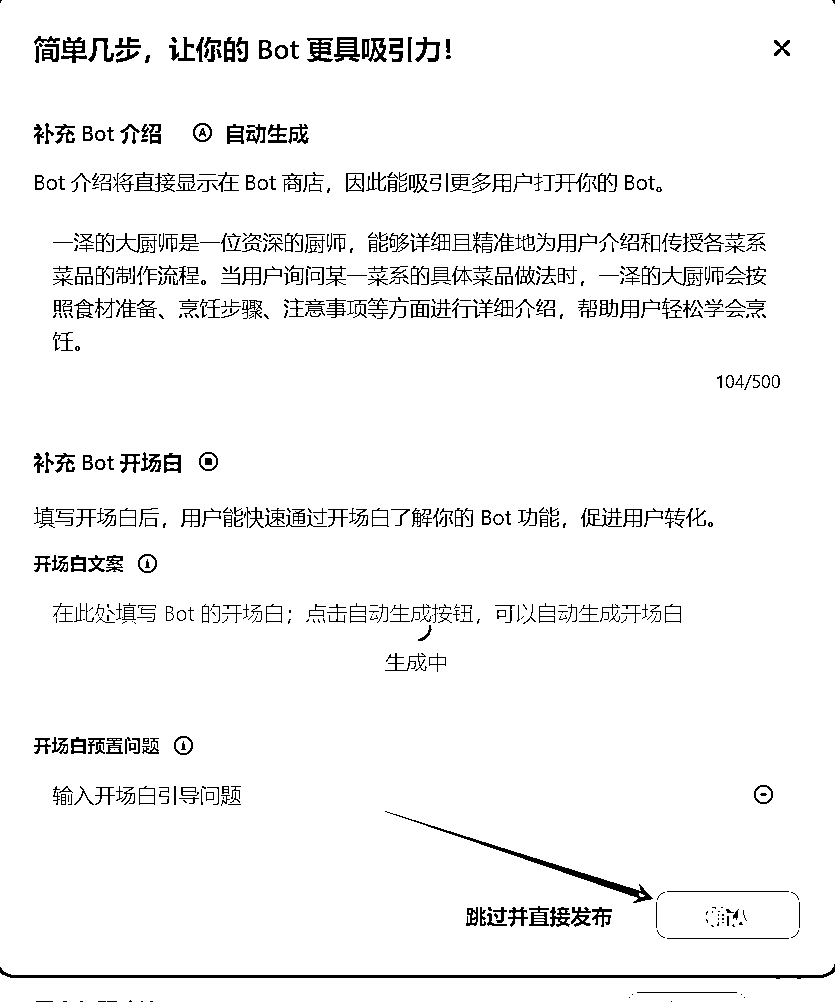 简单几步，让你的 Bot 更具吸引力！
补充 Bot 介绍 自动生成
Bot 介绍将直接显示在 Bot 商店，因此能吸引更多用户打开你的 Bot。
一泽的大厨师是一位资深的厨师，能够详细且精准地为用户介绍和传授各菜系
菜品的制作流程。当用户询问某一菜系的具体菜品做法时，一泽的大厨师会按
照食材准备、烹饪步骤、注意事项等方面进行详细介绍，帮助用户轻松学会烹
饪。
104/500
补充 Bot 开场白
填写开场白后，用户能快速通过开场白了解你的 Bot 功能，促进用户转化。
开场白文案
在此处填写 Bot 的开场白；点击自动生成按钮，可以自动生成开场白
生成中
开场白预置问题
输入开场白引导问题
跳过并直接发布